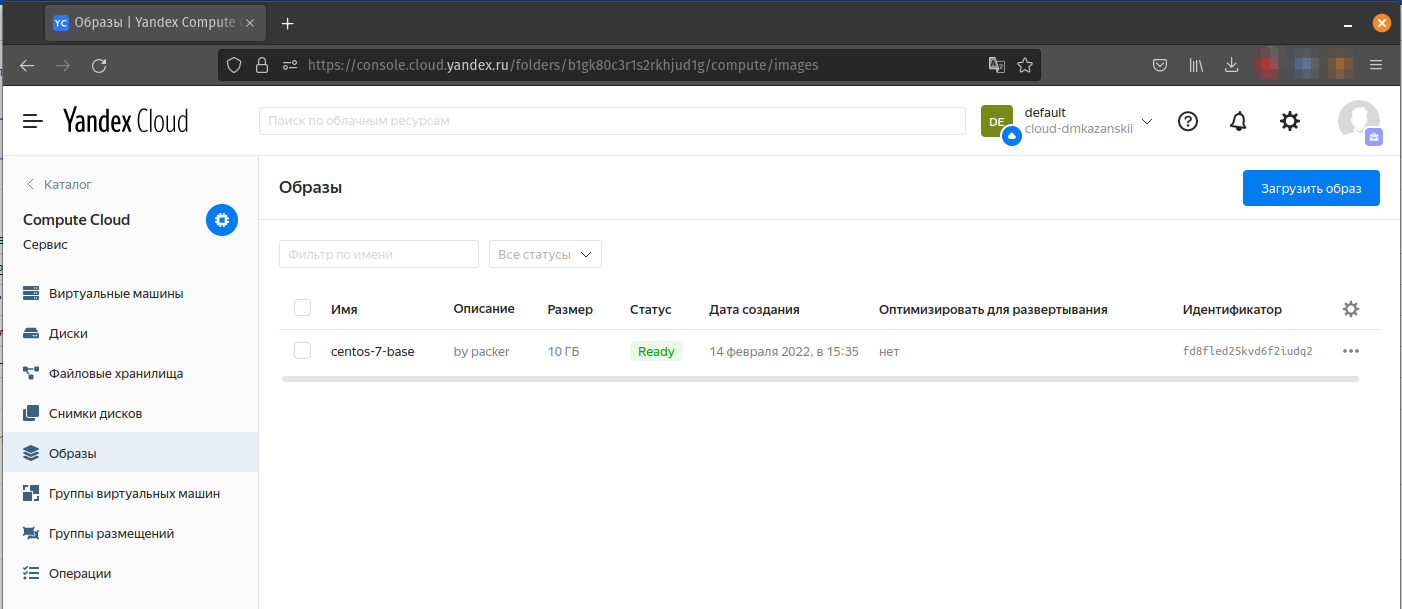 YC Образы | Yandex Compute
https://console.cloud.yandex.ru/folders/b1gk80c3r1s2rkhjud1g/compute/images
Yandex Cloud
Поиск по облачным ресурсам
DE
default
cloud-dmkazanskii
Каталог
Compute Cloud
Сервис
Виртуальные машины
Диски
Файловые хранилища
Снимки дисков
Образы
Группы виртуальных машин
Группы размещений
Операции
Образы
Загрузить образ
Фильтр по имени
Все статусы
Имя Описание Размер Статус Дата создания Оптимизировать для развертывания Идентификатор
centos-7-base by packer 10 ГБ Ready 14 февраля 2022, в 15:35 нет fd8fled25kvd6f2iudq2